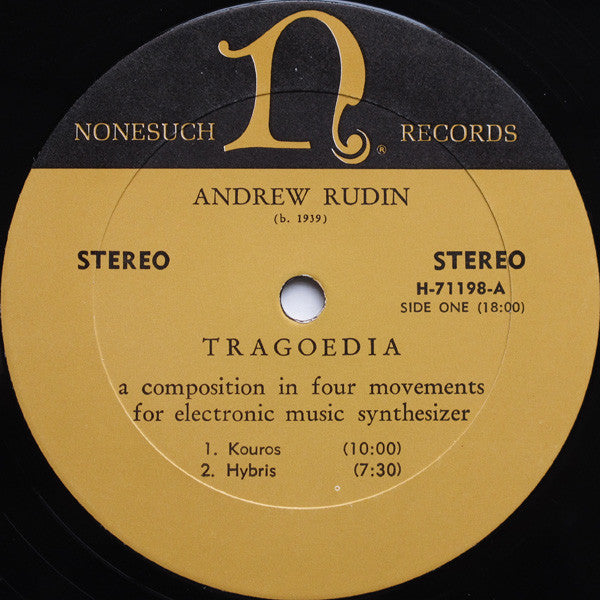 n
NONESUCH RECORDS
®
ANDREW RUDIN
(b. 1939)
STEREO STEREO
H-71198-A
SIDE ONE (18:00)
TRAGOEDIA
a composition in four movements
for electronic music synthesizer
1. Kouros (10:00)
2. Hybris (7:30)